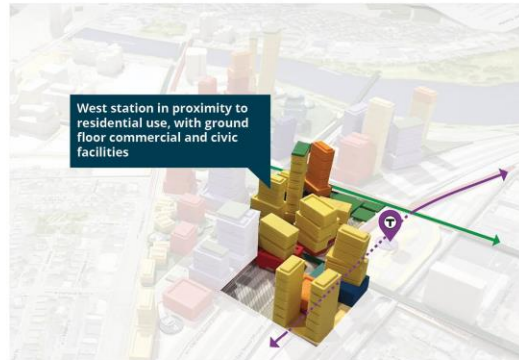 West station in proximity to
residential use, with ground
floor commercial and civic
facilities
T